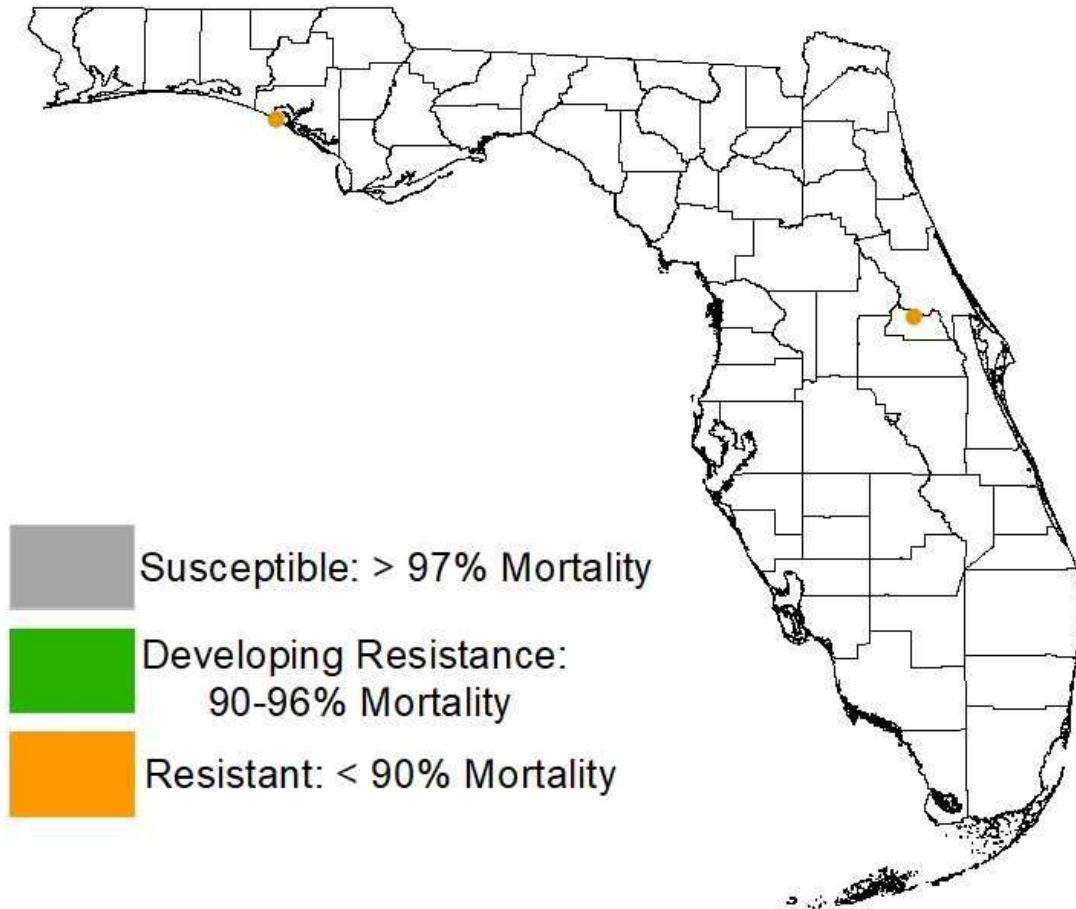 Susceptible: > 97% Mortality
Developing Resistance:
90-96% Mortality
Resistant: < 90% Mortality